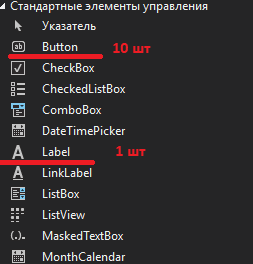 Стандартные элементы управления
Указатель
Button 10 шт
CheckBox
CheckedListBox
ComboBox
DateTimePicker
Label 1 шт
LinkLabel
ListBox
ListView
MaskedTextBox
MonthCalendar